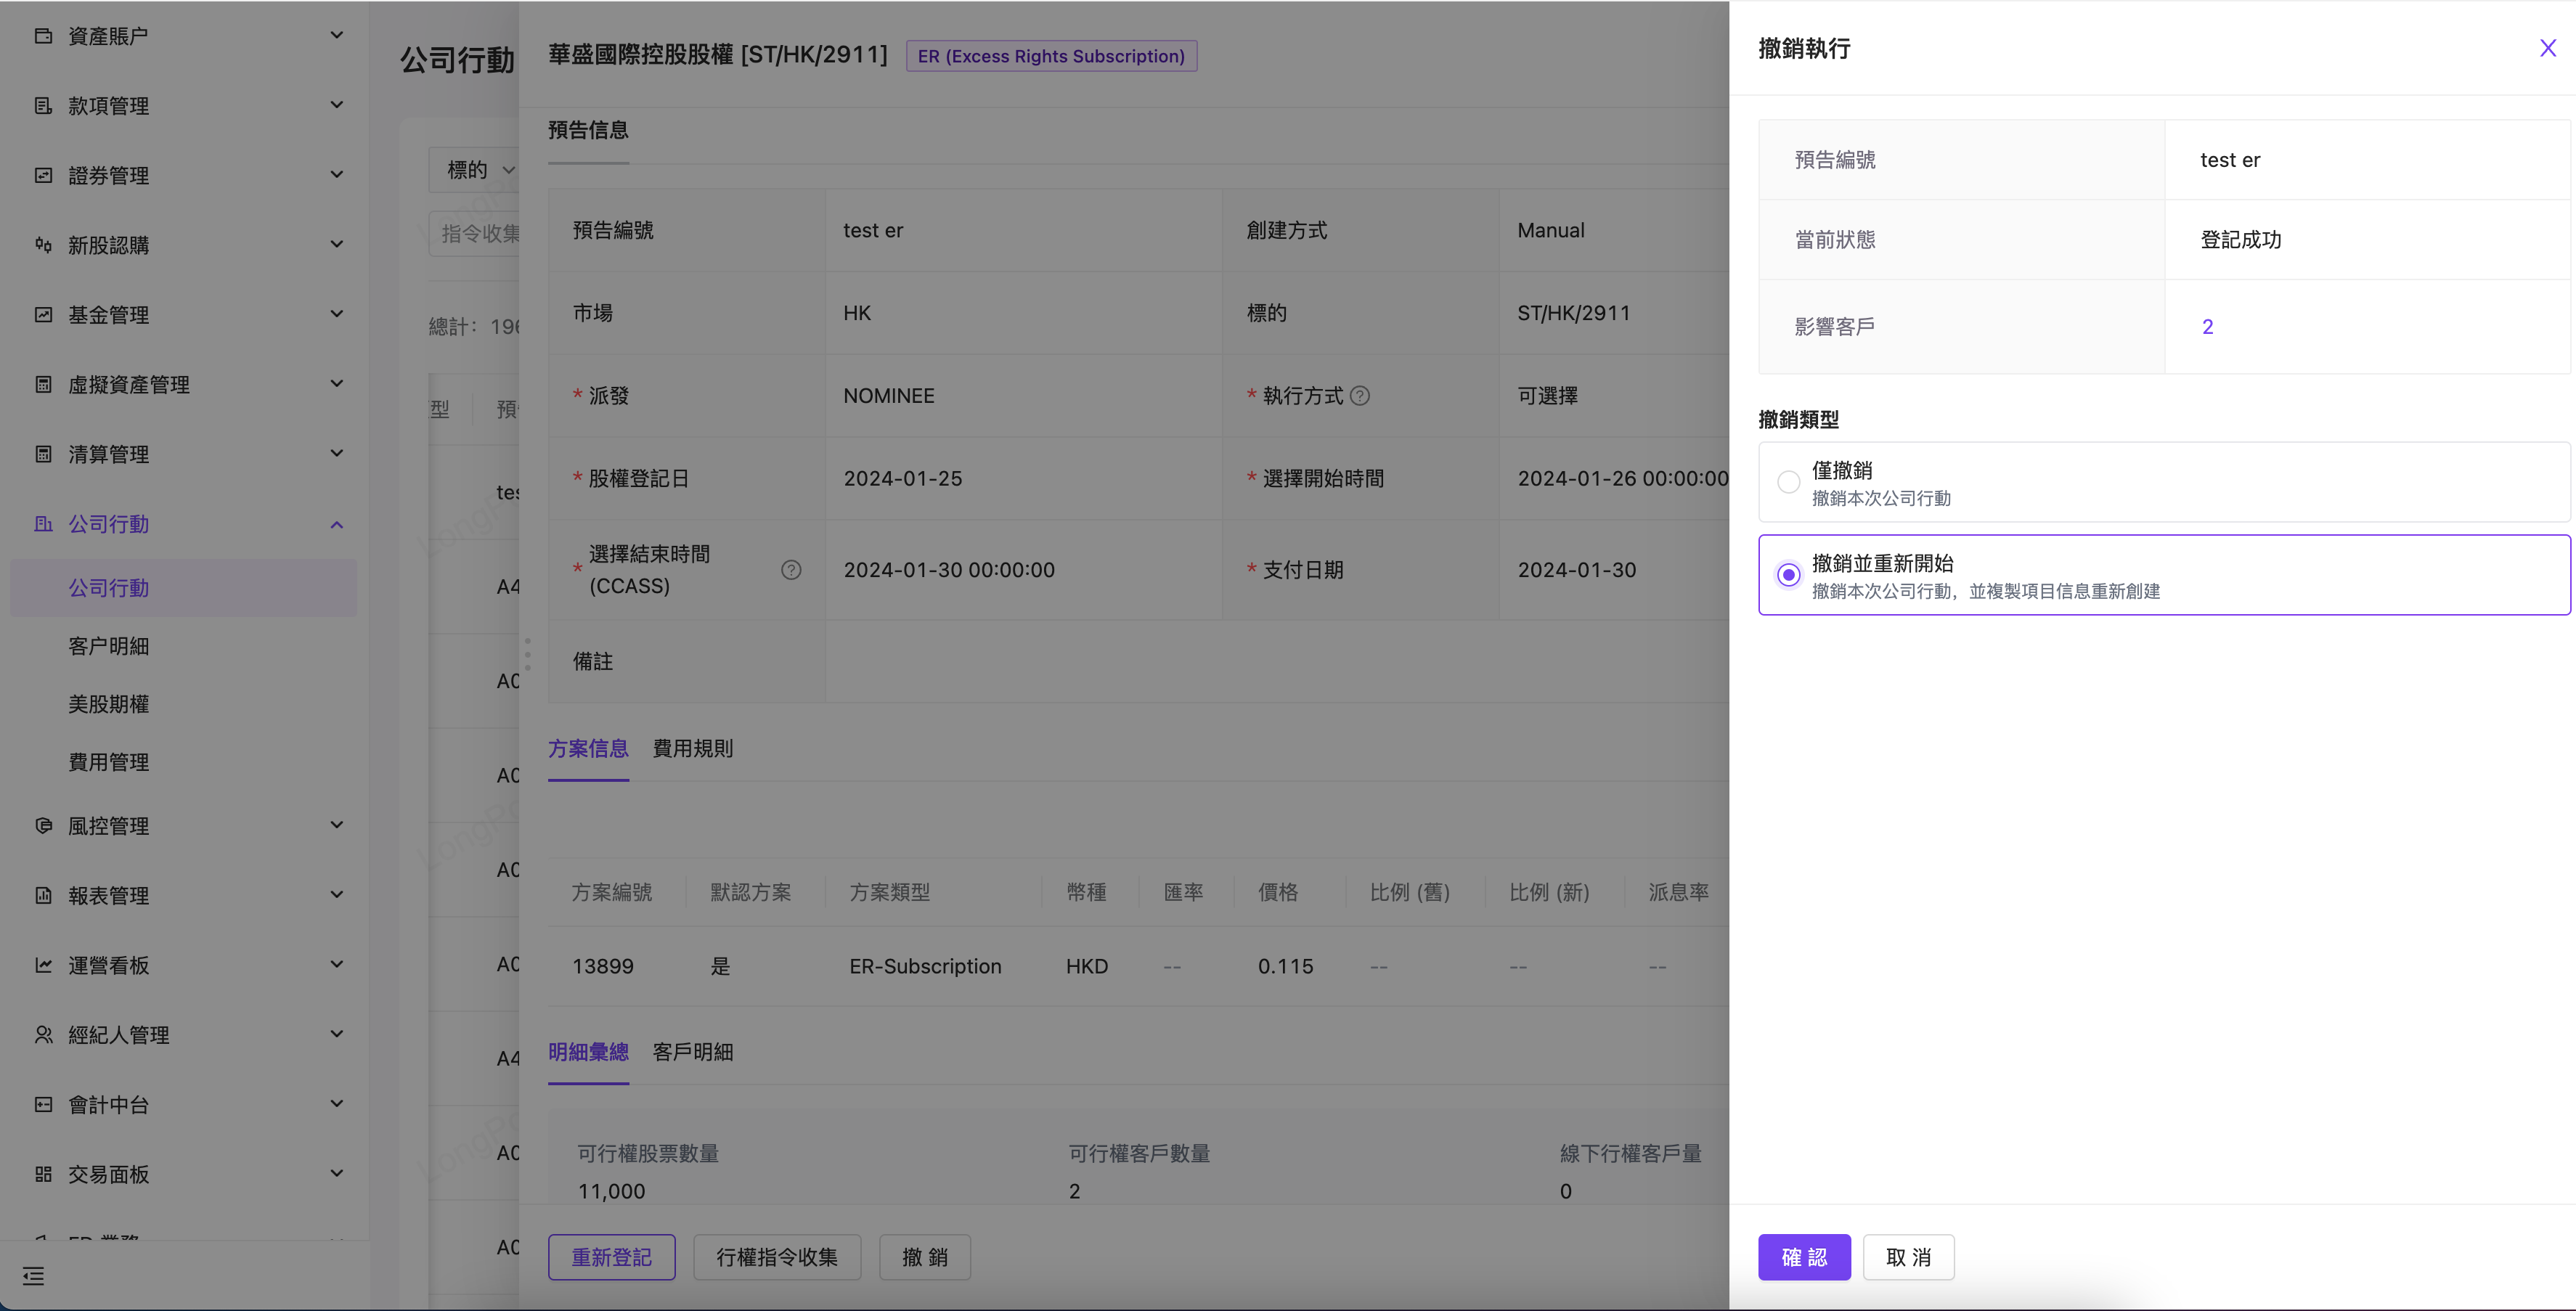 資產賬户
款項管理
證券管理
新股認購
基金管理
虛擬資產管理
清算管理
公司行動
公司行動
客户明細
美股期權
費用管理
風控管理
報表管理
運營看板
經紀人管理
會計中台
交易面板
公司行動
標的
指令收集
總計: 196
型 預
tes
A4
A0
A0
A0
A0
A4
A0
A0
華盛國際控股股權 [ST/HK/2911] ER (Excess Rights Subscription)
預告信息
預告編號 test er 創建方式 Manual
市場 HK 標的 ST/HK/2911
* 派發 NOMINEE * 執行方式 可選擇
* 股權登記日 2024-01-25 * 選擇開始時間 2024-01-26 00:00:00
* 選擇結束時間 (CCASS) 2024-01-30 00:00:00 * 支付日期 2024-01-30
備註
方案信息 費用規則
方案編號 默認方案 方案類型 幣種 匯率 價格 比例 (舊) 比例 (新) 派息率
13899 是 ER-Subscription HKD -- 0.115 -- -- --
明細彙總 客戶明細
可行權股票數量 可行權客戶數量 線下行權客戶量
11,000 2 0
重新登記 行權指令收集 撤 銷
撤銷執行
預告編號 test er
當前狀態 登記成功
影響客戶 2
撤銷類型
僅撤銷
撤銷本次公司行動
撤銷並重新開始
撤銷本次公司行動，並複製項目信息重新創建
確 認 取 消